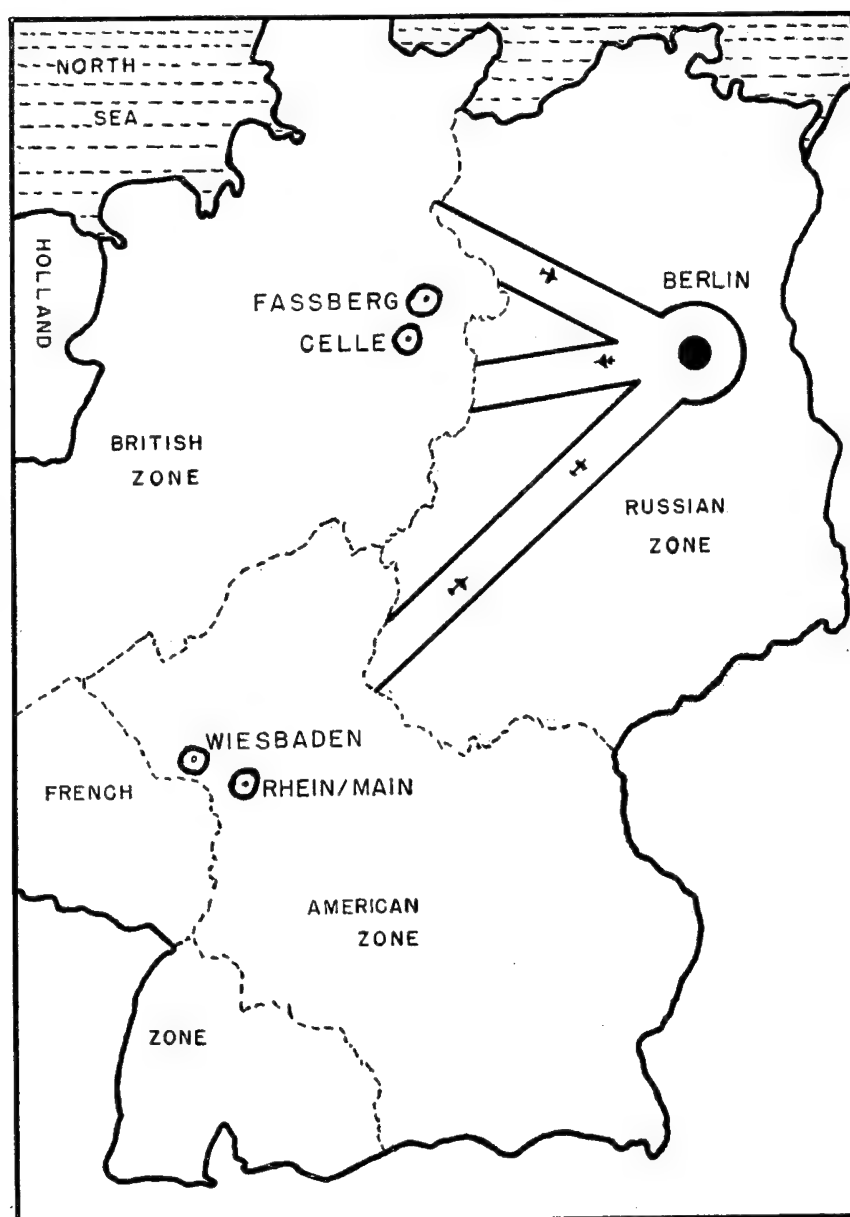 NORTH
SEA
HOLLAND
FASSBERG
CELLE
BERLIN
BRITISH
ZONE
RUSSIAN
ZONE
WIESBADEN
RHEIN/MAIN
FRENCH
AMERICAN
ZONE
ZONE